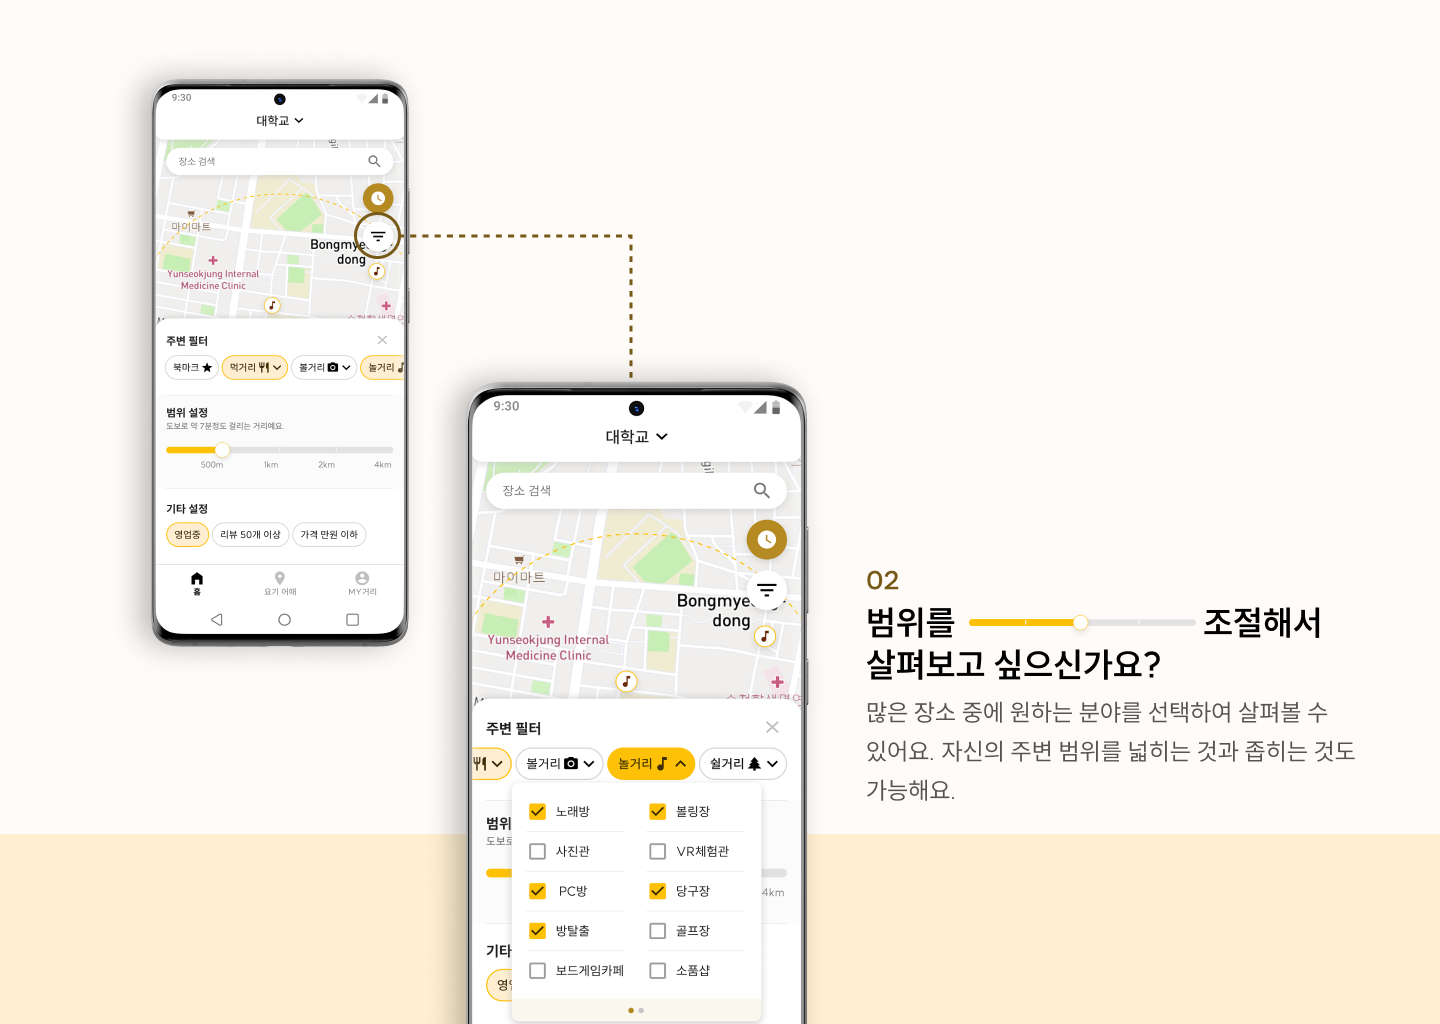 9:30
대학교
장소 검색
마이마트
Bongmye
dong
Yunseokjung Internal
Medicine Clinic
주변 필터
북마크
먹거리
볼거리
놀거리
범위 설정
도보로 약 7분정도 걸리는 거리예요.
500m 1km 2km 4km
기타 설정
영업중
리뷰 50개 이상
가격 만원 이하
홈
요기 어때
MY거리
9:30
대학교
장소 검색
마이마트
Bongmye
dong
Yunseokjung Internal
Medicine Clinic
주변 필터
볼거리
놀거리
쉴거리
범위
도보로
4km
노래방 볼링장
사진관 VR체험관
PC방 당구장
방탈출 골프장
보드게임카페 소품샵
기타
02
범위를 조절해서
살펴보고 싶으신가요?
많은 장소 중에 원하는 분야를 선택하여 살펴볼 수
있어요. 자신의 주변 범위를 넓히는 것과 좁히는 것도
가능해요.